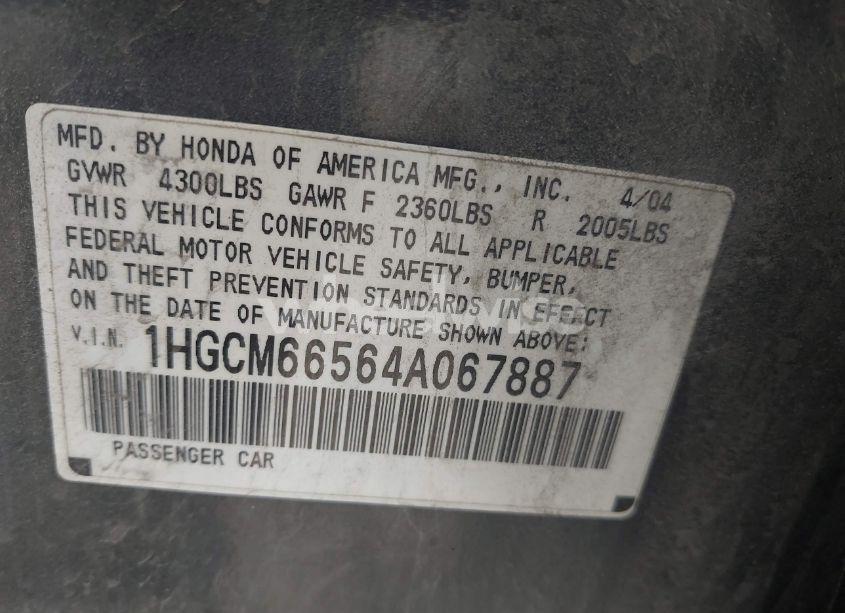 MFD. BY HONDA OF AMERICA MFG., INC. 4/04
GVWR 4300LBS GAWR F 2360LBS R 2005LBS
THIS VEHICLE CONFORMS TO ALL APPLICABLE
FEDERAL MOTOR VEHICLE SAFETY, BUMPER,
AND THEFT PREVENTION STANDARDS IN EFFECT
ON THE DATE OF MANUFACTURE SHOWN ABOVE:
V.I.N. 1HGCM66564A067887
PASSENGER CAR